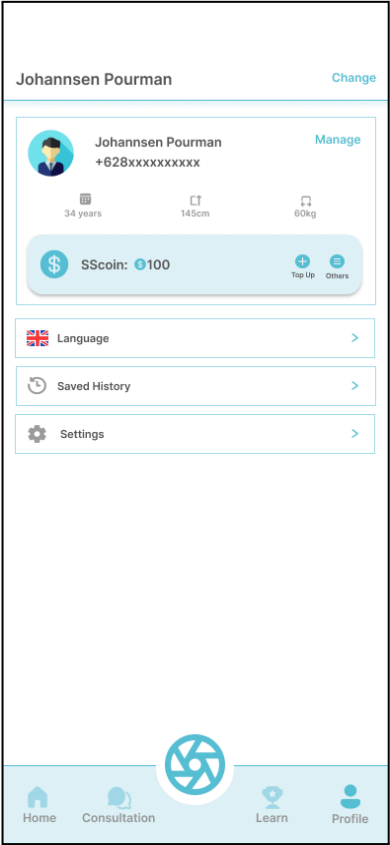 Johannsen Pourman Change
Johannsen Pourman Manage
+628xxxxxxxxxx
34 years 145cm 60kg
$ SScoin: $100
Top Up Others
Language >
Saved History >
Settings >
Home Consultation Learn Profile